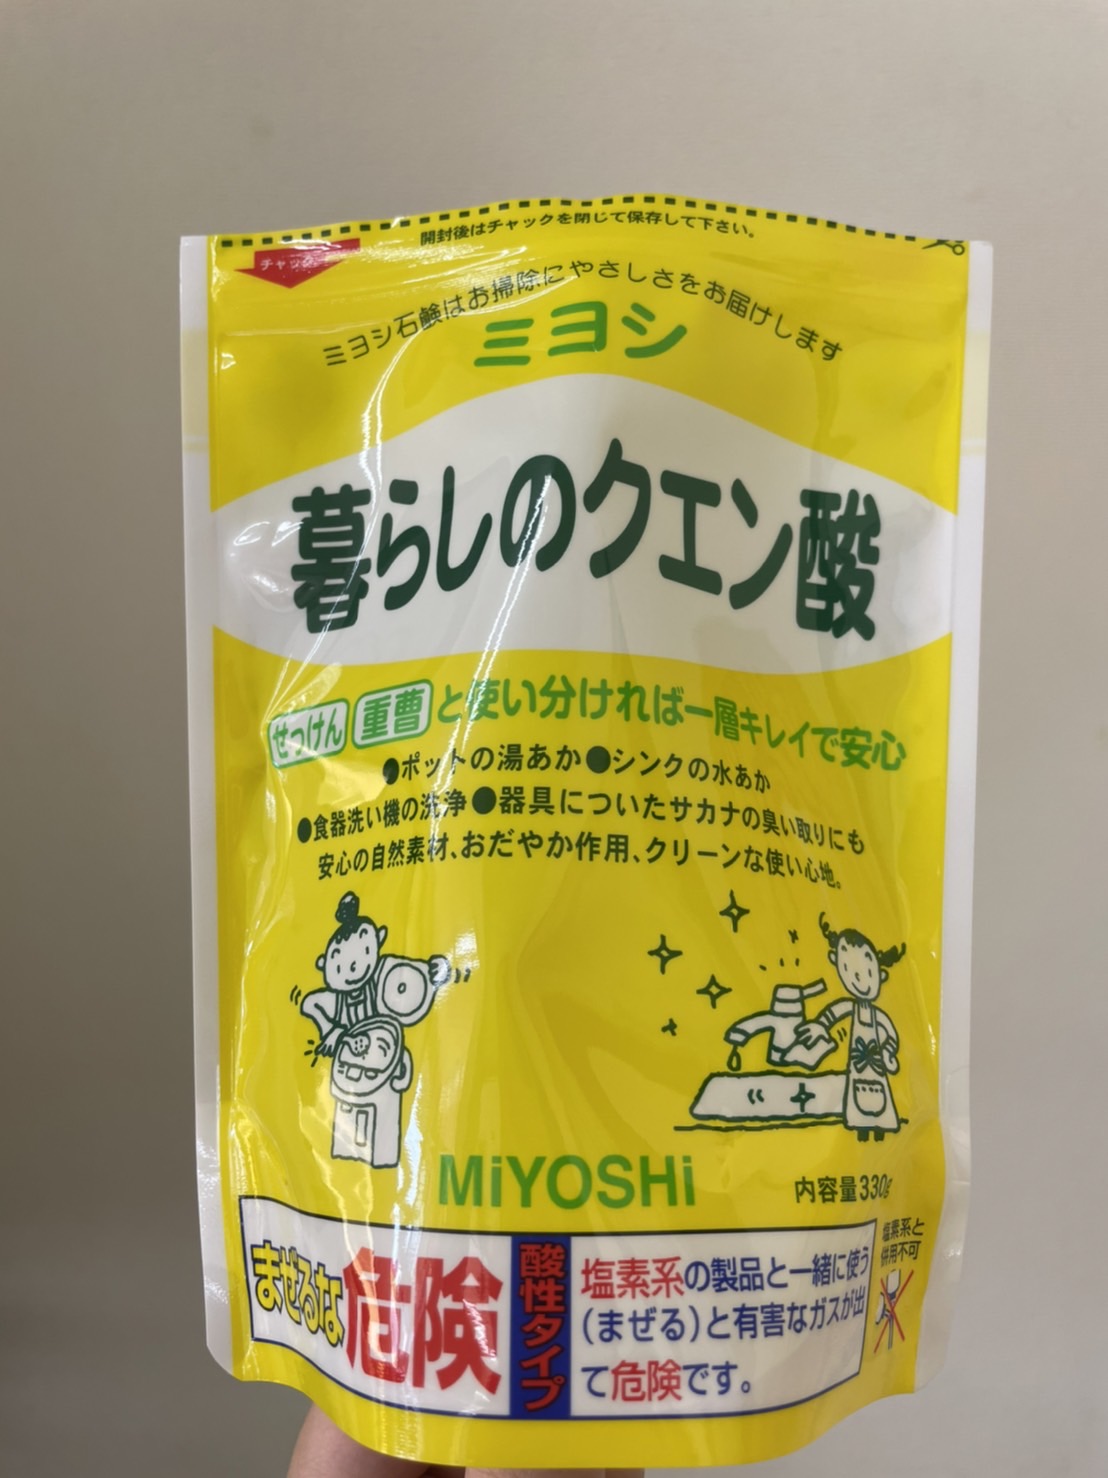 開封後はチャックを閉じて保存して下さい。
チャック
ミヨシ石鹸はお掃除にやさしさをお届けします
ミヨシ
暮らしのクエン酸
せっけん 重曹と使い分ければ一層キレイで安心
●ポットの湯あか●シンクの水あか
●食器洗い機の洗浄●器具についたサカナの臭い取りにも
安心の自然素材、おだやか作用、クリーンな使い心地。
MiYOSHi
内容量330g
まぜるな危険
酸性タイプ
塩素系の製品と一緒に使う
(まぜる)と有害なガスが出
て危険です。
塩素系と
併用不可